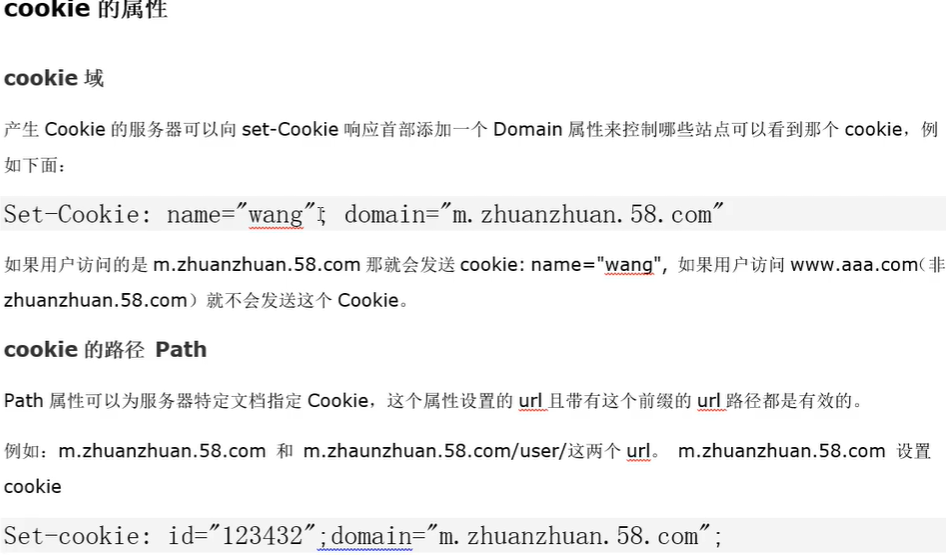 cookie 的属性
cookie 域
产生 Cookie 的服务器可以向 set-Cookie 响应首部添加一个 Domain 属性来控制哪些站点可以看到那个 cookie，例
如下面：
Set-Cookie: name="wang"; domain="m.zhuanzhuan.58.com"
如果用户访问的是 m.zhuanzhuan.58.com 那就会发送 cookie: name="wang", 如果用户访问 www.aaa.com（非
zhuanzhuan.58.com）就不会发送这个 Cookie。
cookie 的路径 Path
Path 属性可以为服务器特定文档指定 Cookie，这个属性设置的 url 且带有这个前缀的 url 路径都是有效的。
例如：m.zhuanzhuan.58.com 和 m.zhaunzhuan.58.com/user/这两个 url。 m.zhuanzhuan.58.com 设置
cookie
Set-cookie: id="123432";domain="m.zhuanzhuan.58.com";